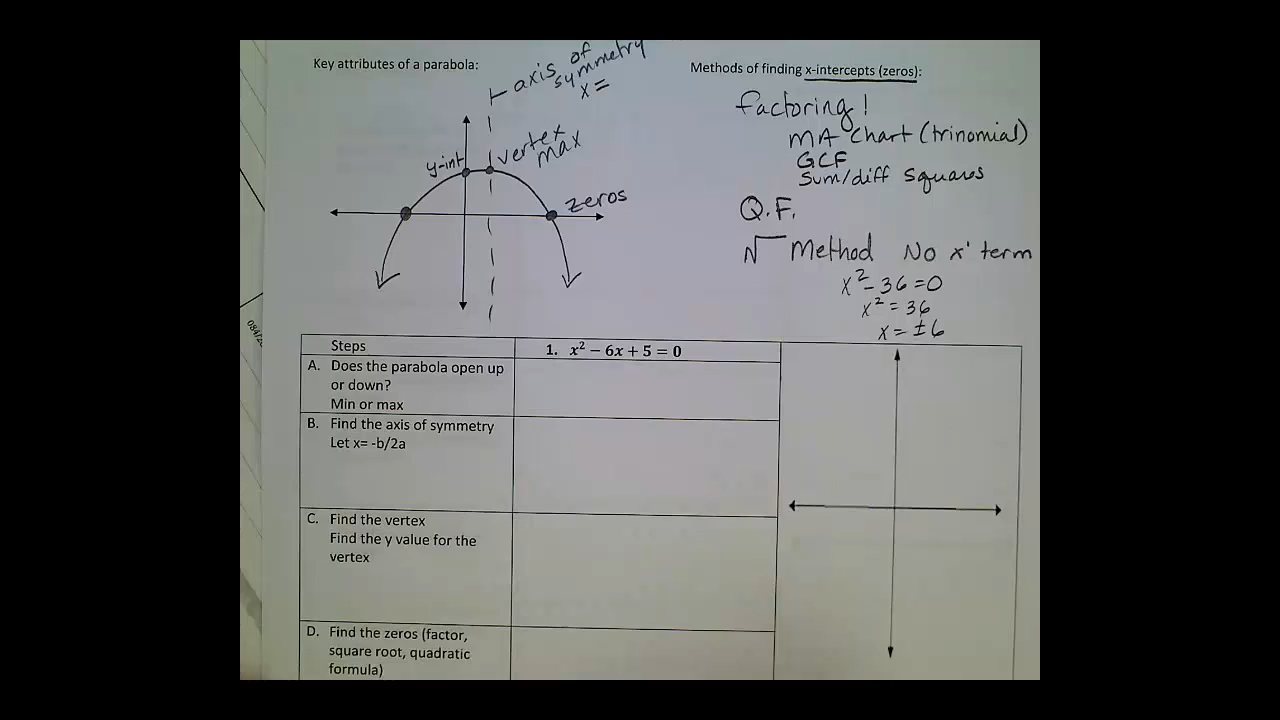 Key attributes of a parabola:
axis of
symmetry
x=
y-int
vertex
max
zeros
Methods of finding x-intercepts (zeros):
factoring!
MA Chart (trinomial)
GCF
Sum/diff Squares
Q.F.
√ Method No x' term
x² - 36 = 0
x² = 36
x = ±6
Steps
1. x² − 6x + 5 = 0
A. Does the parabola open up
or down?
Min or max
B. Find the axis of symmetry
Let x= -b/2a
C. Find the vertex
Find the y value for the
vertex
D. Find the zeros (factor,
square root, quadratic
formula)